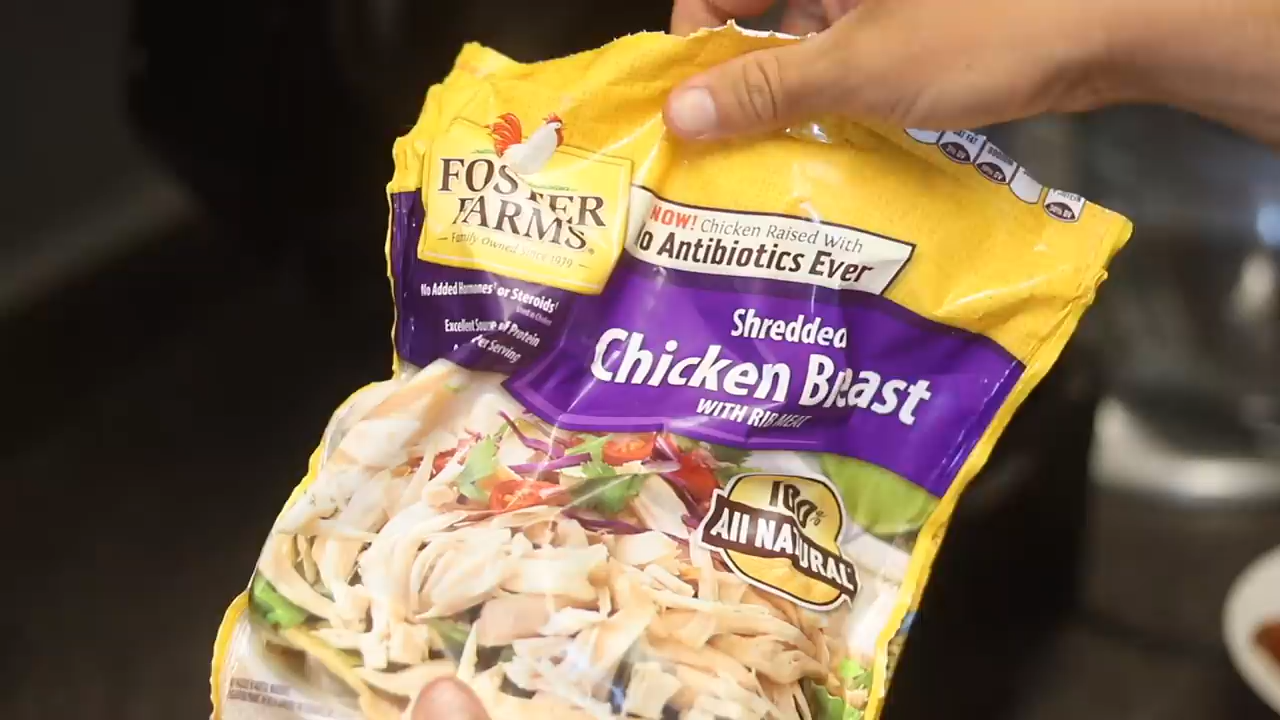 FOSTER
FARMS®
Family Owned Since 1939
NOW! Chicken Raised With
o Antibiotics Ever
No Added Hormones† or Steroids†
Excellent Source of Protein
Per Serving
Shredded
Chicken Breast
WITH RIB MEAT
100%
All NATURAL